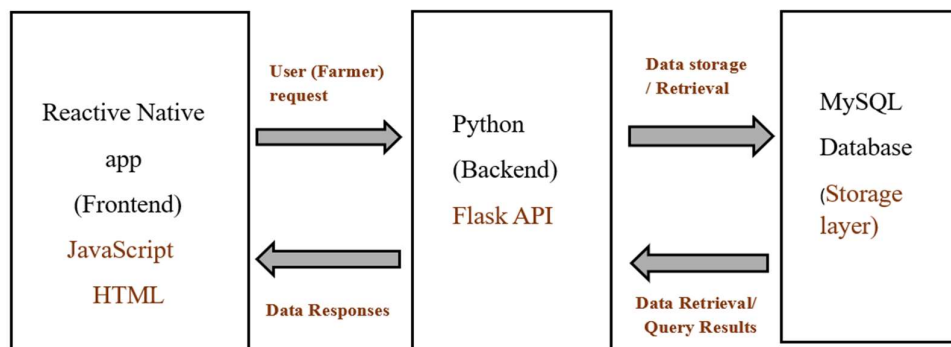 Reactive Native
app
(Frontend)
JavaScript
HTML
User (Farmer)
request
Data Responses
Python
(Backend)
Flask API
Data storage
/ Retrieval
Data Retrieval/
Query Results
MySQL
Database
(Storage
layer)